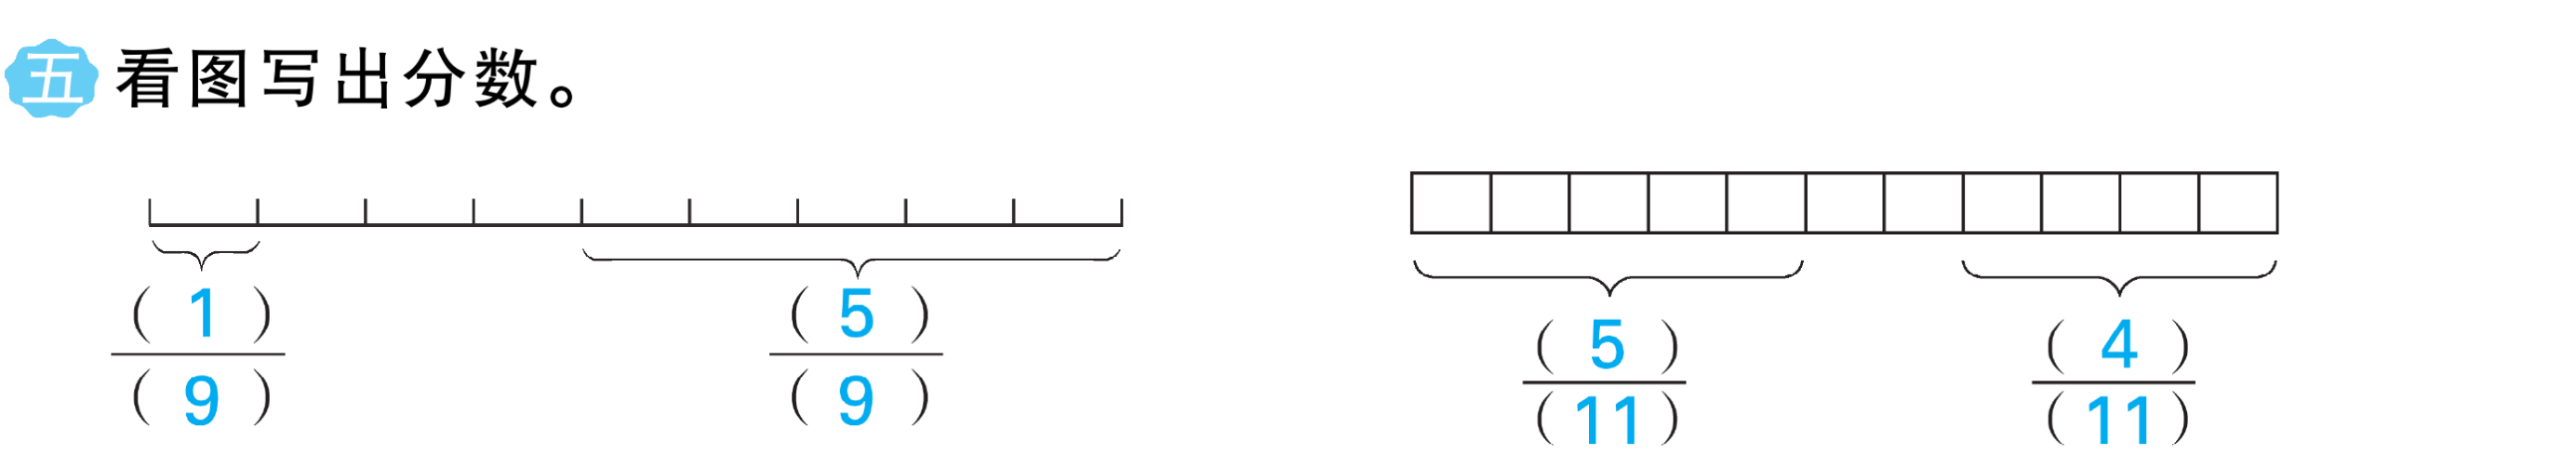 五 看图写出分数。
( 1 ) ( 5 ) ( 5 ) ( 4 )
( 9 ) ( 9 ) ( 11 ) ( 11 )